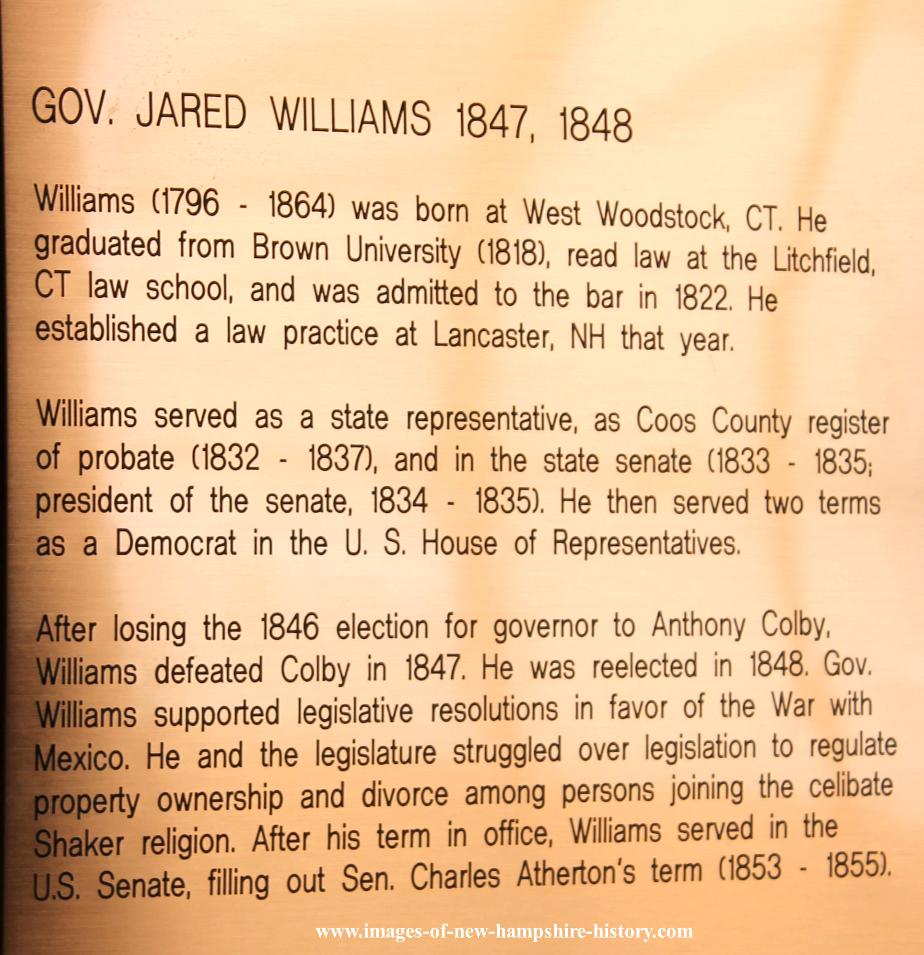 GOV. JARED WILLIAMS 1847, 1848
Williams (1796 - 1864) was born at West Woodstock, CT. He
graduated from Brown University (1818), read law at the Litchfield,
CT law school, and was admitted to the bar in 1822. He
established a law practice at Lancaster, NH that year.
Williams served as a state representative, as Coos County register
of probate (1832 - 1837), and in the state senate (1833 - 1835;
president of the senate, 1834 - 1835). He then served two terms
as a Democrat in the U. S. House of Representatives.
After losing the 1846 election for governor to Anthony Colby,
Williams defeated Colby in 1847. He was reelected in 1848. Gov.
Williams supported legislative resolutions in favor of the War with
Mexico. He and the legislature struggled over legislation to regulate
property ownership and divorce among persons joining the celibate
Shaker religion. After his term in office, Williams served in the
U.S. Senate, filling out Sen. Charles Atherton's term (1853 - 1855).
www.images-of-new-hampshire-history.com